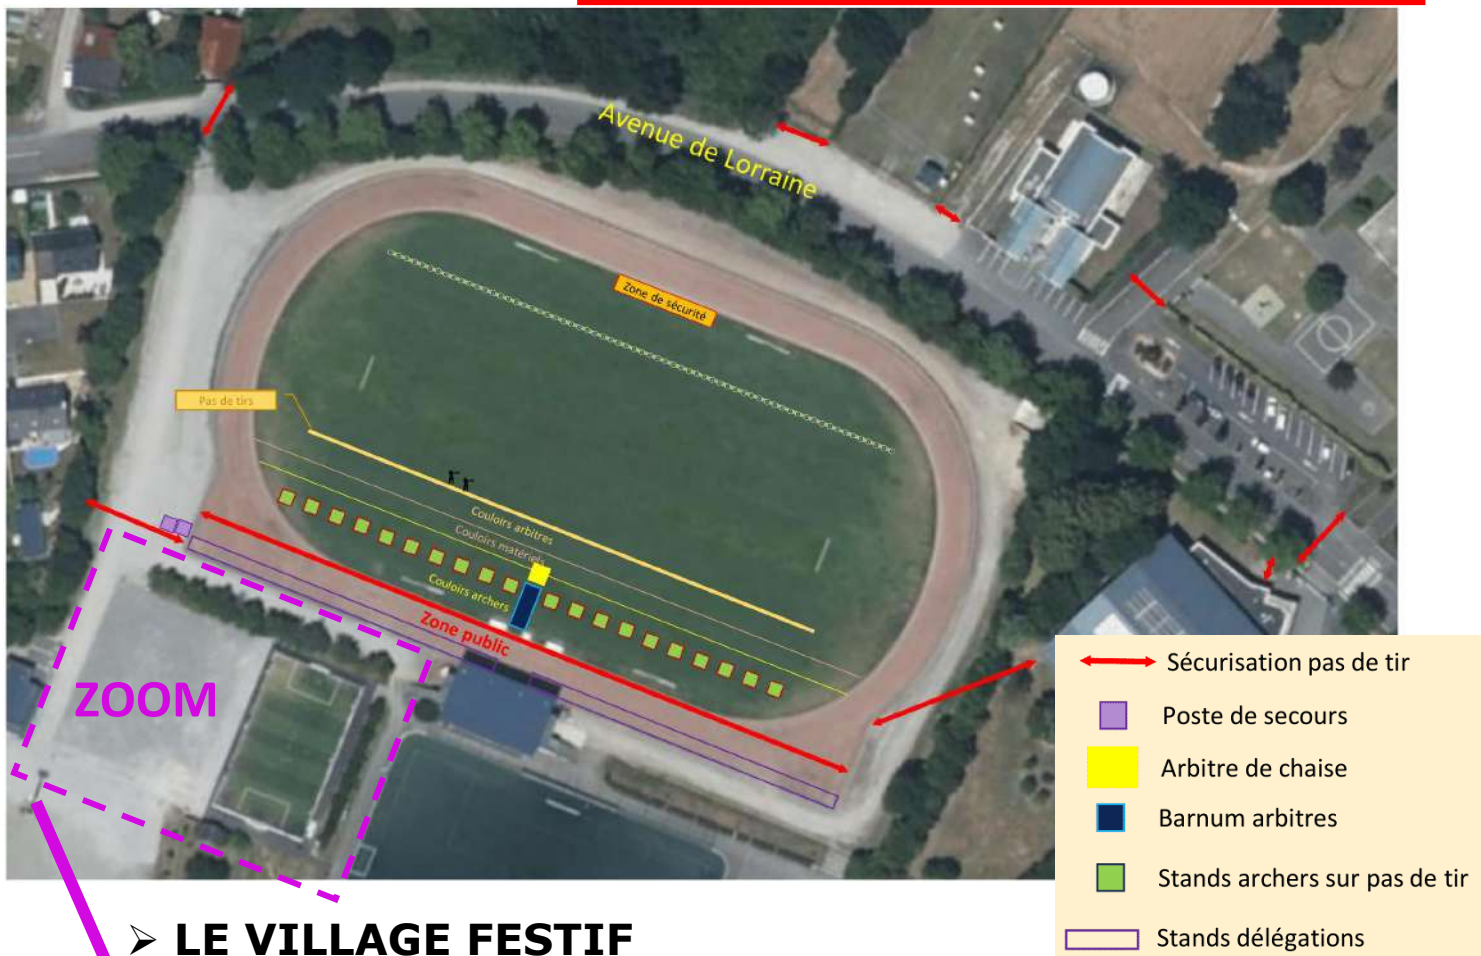 Avenue de Lorraine
Zone de sécurité
Pas de tirs
Couloirs arbitres
Couloirs matériels
Couloirs archers
Zone public
ZOOM
Sécurisation pas de tir
Poste de secours
Arbitre de chaise
Barnum arbitres
Stands archers sur pas de tir
Stands délégations
➢ LE VILLAGE FESTIF